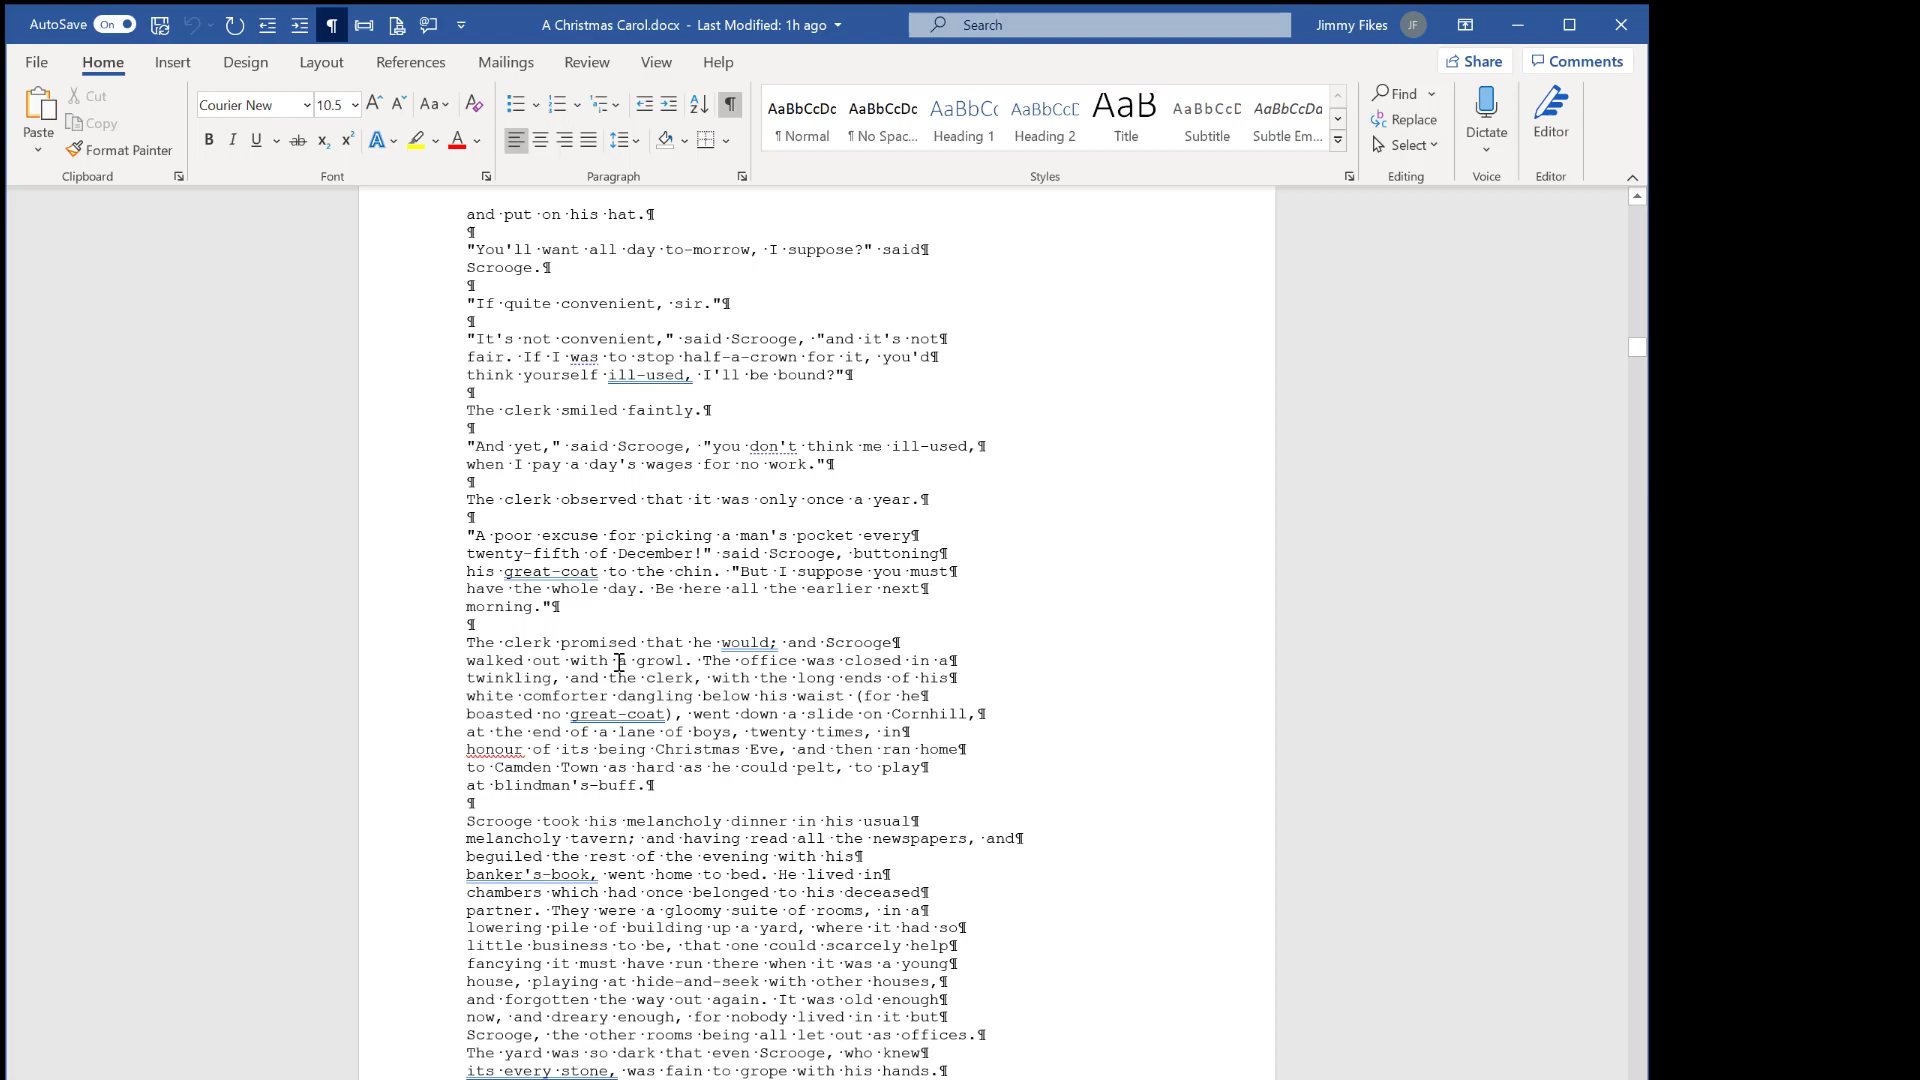 AutoSave On A Christmas Carol.docx - Last Modified: 1h ago Search Jimmy Fikes JF
File Home Insert Design Layout References Mailings Review View Help Share Comments
Paste Cut Copy Format Painter
Clipboard
Courier New 10.5
Font
Paragraph
AaBbCcDc AaBbCcDc AaBbCc AaBbCcD AaB AaBbCcD AaBbCcDa
¶ Normal ¶ No Spac... Heading 1 Heading 2 Title Subtitle Subtle Em...
Styles
Find Replace Select
Editing
Dictate
Voice
Editor
Editor
and·put·on·his·hat.¶
¶
"You'll·want·all·day·to-morrow,·I·suppose?"·said¶
Scrooge.¶
¶
"If·quite·convenient,·sir."¶
¶
"It's·not·convenient,"·said·Scrooge,·"and·it's·not¶
fair.·If·I·was·to·stop·half-a-crown·for·it,·you'd¶
think·yourself·ill-used,·I'll·be·bound?"¶
¶
The·clerk·smiled·faintly.¶
¶
"And·yet,"·said·Scrooge,·"you·don't·think·me·ill-used,¶
when·I·pay·a·day's·wages·for·no·work."¶
¶
The·clerk·observed·that·it·was·only·once·a·year.¶
¶
"A·poor·excuse·for·picking·a·man's·pocket·every¶
twenty-fifth·of·December!"·said·Scrooge,·buttoning¶
his·great-coat·to·the·chin.·"But·I·suppose·you·must¶
have·the·whole·day.·Be·here·all·the·earlier·next¶
morning."¶
¶
The·clerk·promised·that·he·would;·and·Scrooge¶
walked·out·with·a·growl.·The·office·was·closed·in·a¶
twinkling,·and·the·clerk,·with·the·long·ends·of·his¶
white·comforter·dangling·below·his·waist·(for·he¶
boasted·no·great-coat),·went·down·a·slide·on·Cornhill,¶
at·the·end·of·a·lane·of·boys,·twenty·times,·in¶
honour·of·its·being·Christmas·Eve,·and·then·ran·home¶
to·Camden·Town·as·hard·as·he·could·pelt,·to·play¶
at·blindman's-buff.¶
¶
Scrooge·took·his·melancholy·dinner·in·his·usual¶
melancholy·tavern;·and·having·read·all·the·newspapers,·and¶
beguiled·the·rest·of·the·evening·with·his¶
banker's-book,·went·home·to·bed.·He·lived·in¶
chambers·which·had·once·belonged·to·his·deceased¶
partner.·They·were·a·gloomy·suite·of·rooms,·in·a¶
lowering·pile·of·building·up·a·yard,·where·it·had·so¶
little·business·to·be,·that·one·could·scarcely·help¶
fancying·it·must·have·run·there·when·it·was·a·young¶
house,·playing·at·hide-and-seek·with·other·houses,¶
and·forgotten·the·way·out·again.·It·was·old·enough¶
now,·and·dreary·enough,·for·nobody·lived·in·it·but¶
Scrooge,·the·other·rooms·being·all·let·out·as·offices.¶
The·yard·was·so·dark·that·even·Scrooge,·who·knew¶
its·every·stone,·was·fain·to·grope·with·his·hands.¶